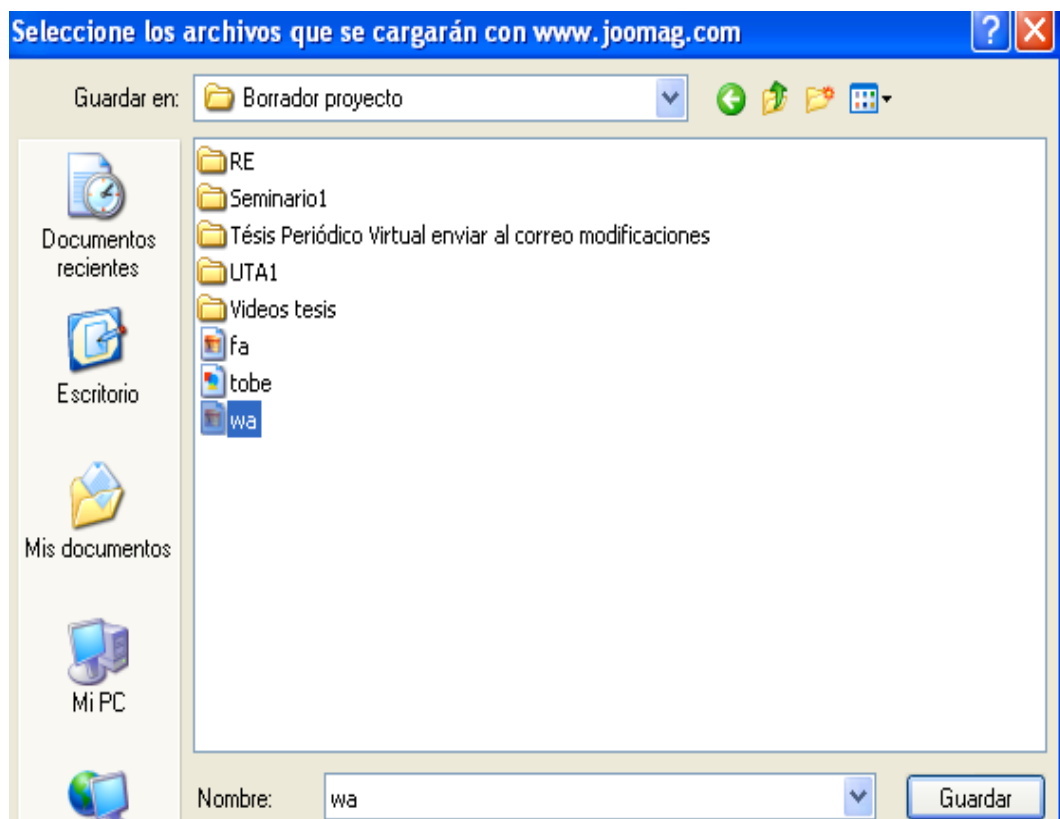 Seleccione los archivos que se cargarán con www.joomag.com
Guardar en:
Borrador proyecto
Documentos
recientes
Escritorio
Mis documentos
Mi PC
RE
Seminario1
Tésis Periódico Virtual enviar al correo modificaciones
UTA1
Videos tesis
fa
tobe
wa
Nombre:
wa
Guardar